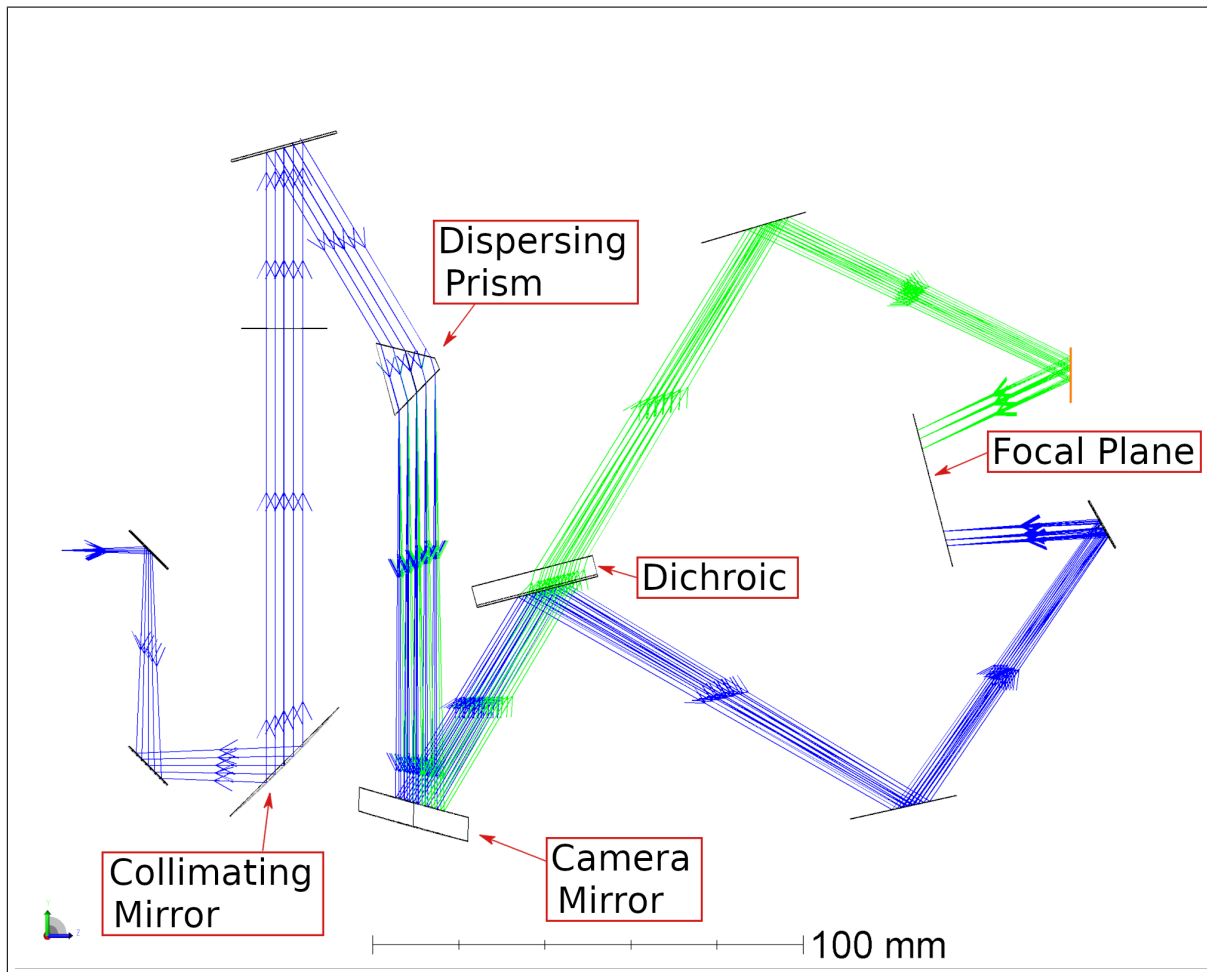 Dispersing
Prism
Focal Plane
Dichroic
Collimating
Mirror
Camera
Mirror
100 mm
Y
Z